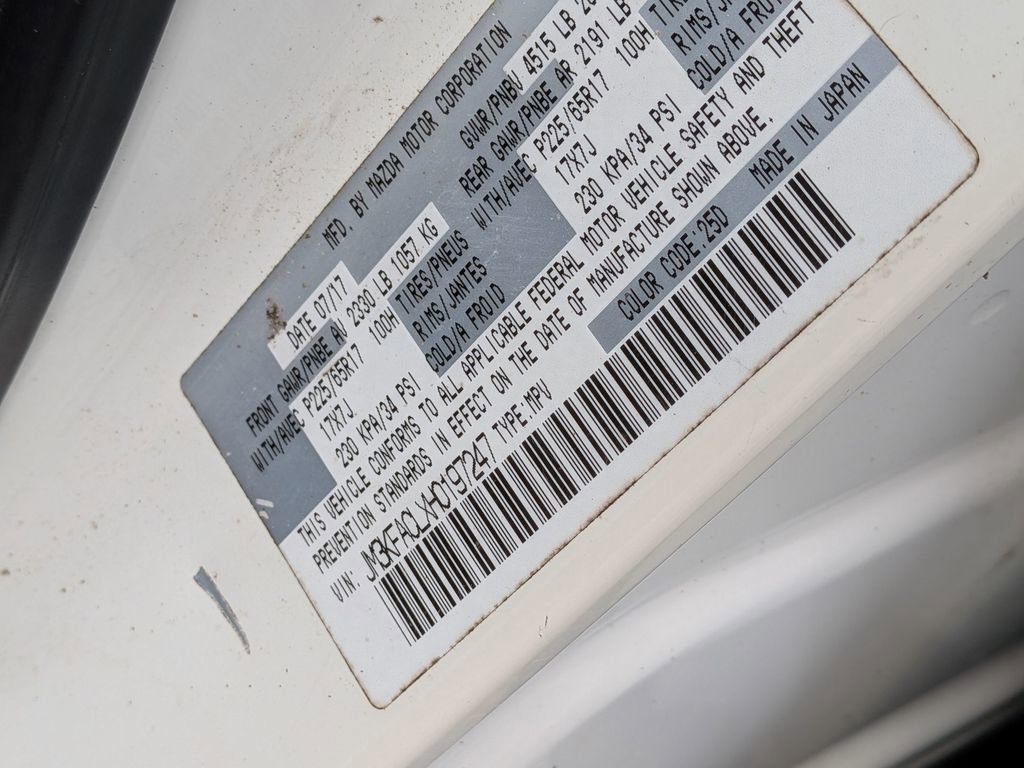 MFD. BY MAZDA MOTOR CORPORATION
DATE 07/17 GVWR/PNBV 4515 LB
FRONT GAWR/PNBE AV 2330 LB 1057 KG REAR GAWR/PNBE AR 2191 LB
WITH/AVEC P225/65R17 100H TIRES/PNEUS WITH/AVEC P225/65R17 100H
17X7J RIMS/JANTES 17X7J RIMS/
230 KPA/34 PSI COLD/A FROID 230 KPA/34 PSI COLD/A FROID
THIS VEHICLE CONFORMS TO ALL APPLICABLE FEDERAL MOTOR VEHICLE SAFETY AND THEFT
PREVENTION STANDARDS IN EFFECT ON THE DATE OF MANUFACTURE SHOWN ABOVE.
COLOR CODE:25D MADE IN JAPAN
VIN: JM3KFACLXH0197247 TYPE:MPV